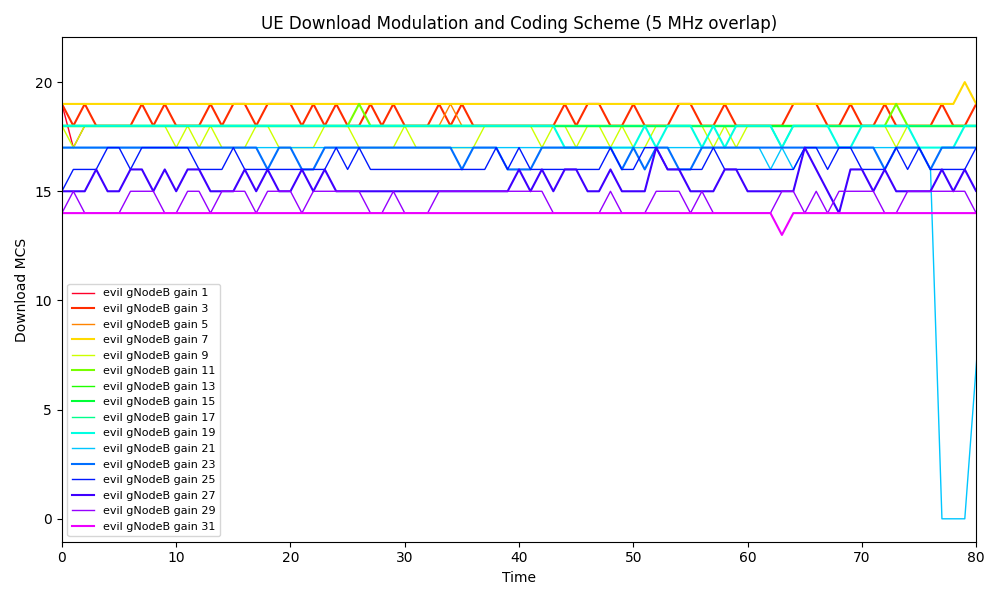 UE Download Modulation and Coding Scheme (5 MHz overlap)
Download MCS
20
15
10
5
0
evil gNodeB gain 1
evil gNodeB gain 3
evil gNodeB gain 5
evil gNodeB gain 7
evil gNodeB gain 9
evil gNodeB gain 11
evil gNodeB gain 13
evil gNodeB gain 15
evil gNodeB gain 17
evil gNodeB gain 19
evil gNodeB gain 21
evil gNodeB gain 23
evil gNodeB gain 25
evil gNodeB gain 27
evil gNodeB gain 29
evil gNodeB gain 31
0 10 20 30 40 50 60 70 80
Time